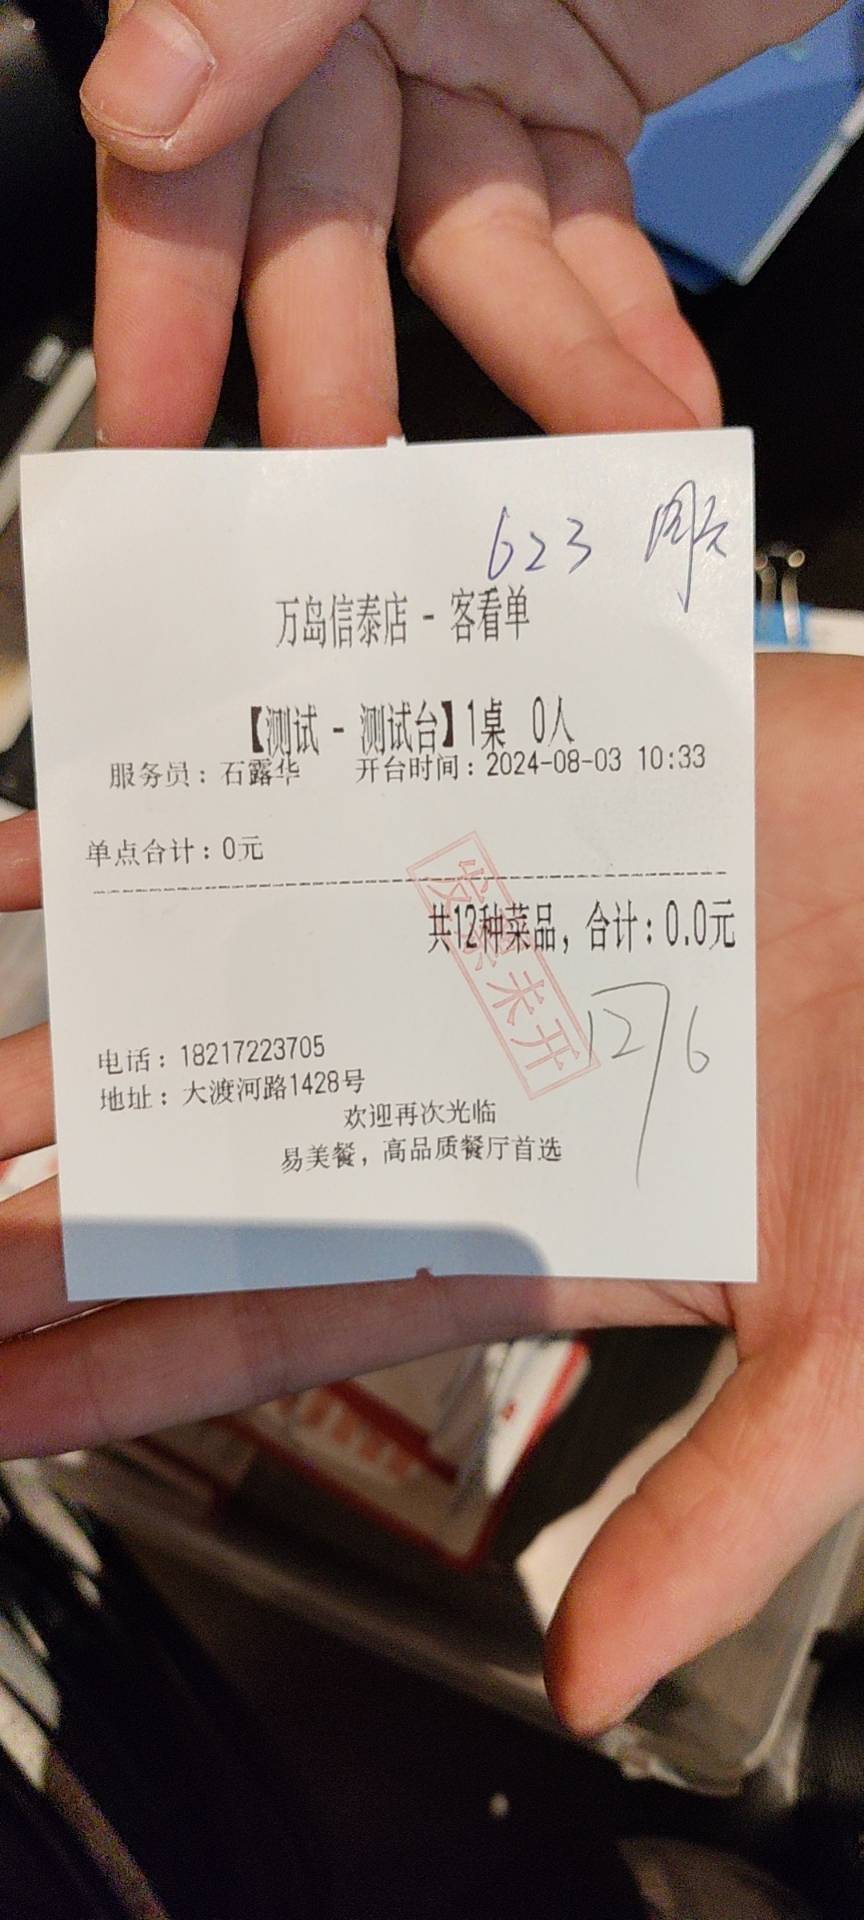 623
万岛信泰店 - 客看单
【测试 - 测试台】1桌 0人
服务员：石露华 开台时间：2024-08-03 10:33
单点合计：0元
共12种菜品，合计：0.0元
发票未开
电话：18217223705
地址：大渡河路1428号
欢迎再次光临
易美餐，高品质餐厅首选